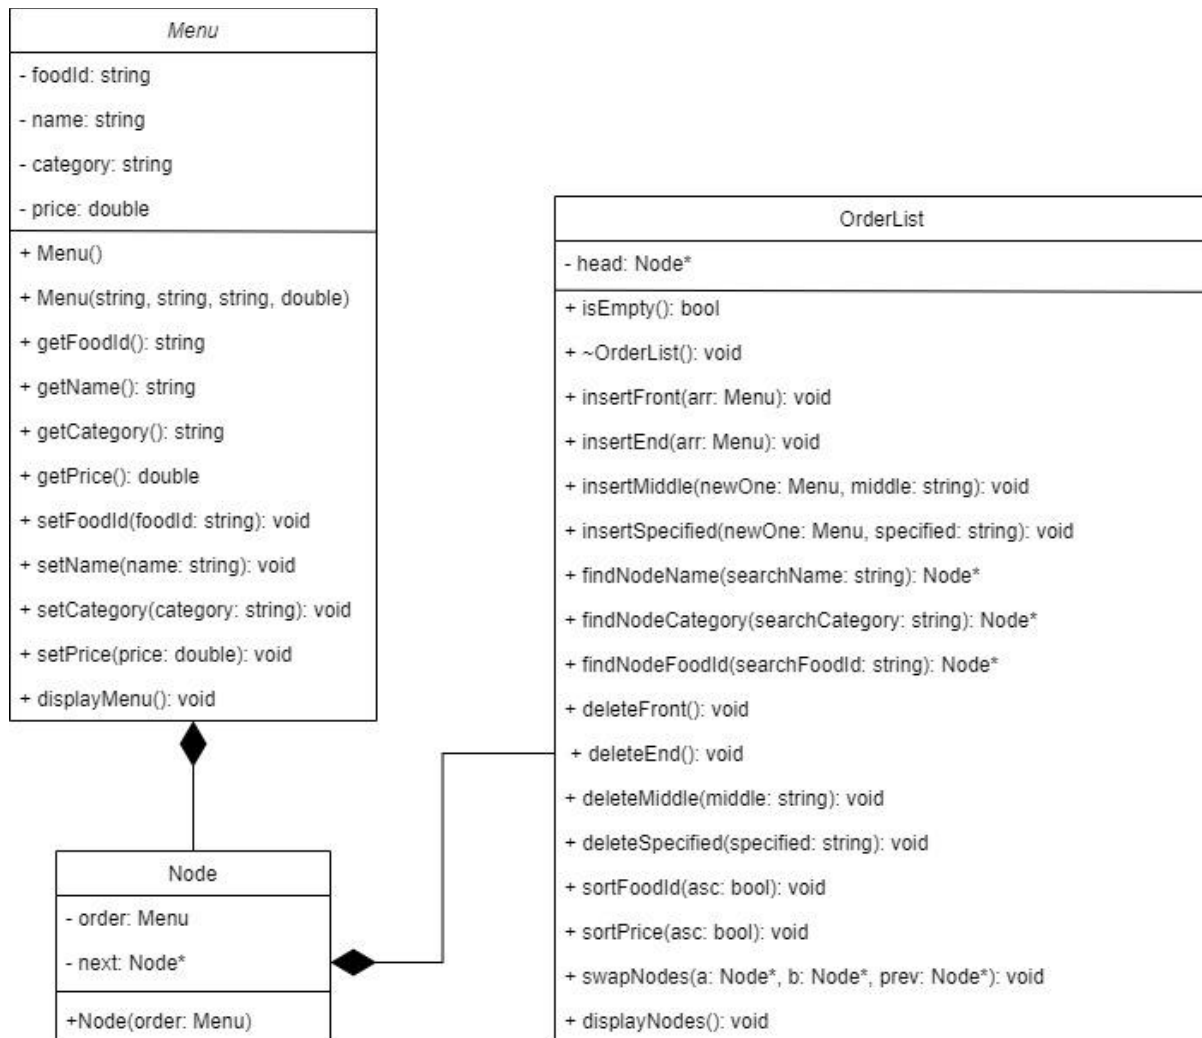 Menu
- foodId: string
- name: string
- category: string
- price: double
+ Menu()
+ Menu(string, string, string, double)
+ getFoodId(): string
+ getName(): string
+ getCategory(): string
+ getPrice(): double
+ setFoodId(foodId: string): void
+ setName(name: string): void
+ setCategory(category: string): void
+ setPrice(price: double): void
+ displayMenu(): void
Node
- order: Menu
- next: Node*
+Node(order: Menu)
OrderList
- head: Node*
+ isEmpty(): bool
+ ~OrderList(): void
+ insertFront(arr: Menu): void
+ insertEnd(arr: Menu): void
+ insertMiddle(newOne: Menu, middle: string): void
+ insertSpecified(newOne: Menu, specified: string): void
+ findNodeName(searchName: string): Node*
+ findNodeCategory(searchCategory: string): Node*
+ findNodeFoodId(searchFoodId: string): Node*
+ deleteFront(): void
+ deleteEnd(): void
+ deleteMiddle(middle: string): void
+ deleteSpecified(specified: string): void
+ sortFoodId(asc: bool): void
+ sortPrice(asc: bool): void
+ swapNodes(a: Node*, b: Node*, prev: Node*): void
+ displayNodes(): void